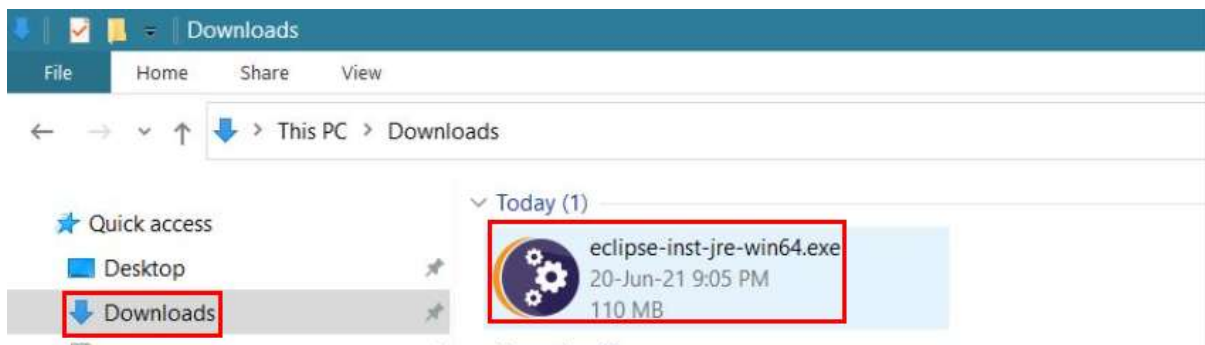 Downloads
File Home Share View
This PC > Downloads
Today (1)
Quick access
eclipse-inst-jre-win64.exe
Desktop
20-Jun-21 9:05 PM
Downloads
110 MB